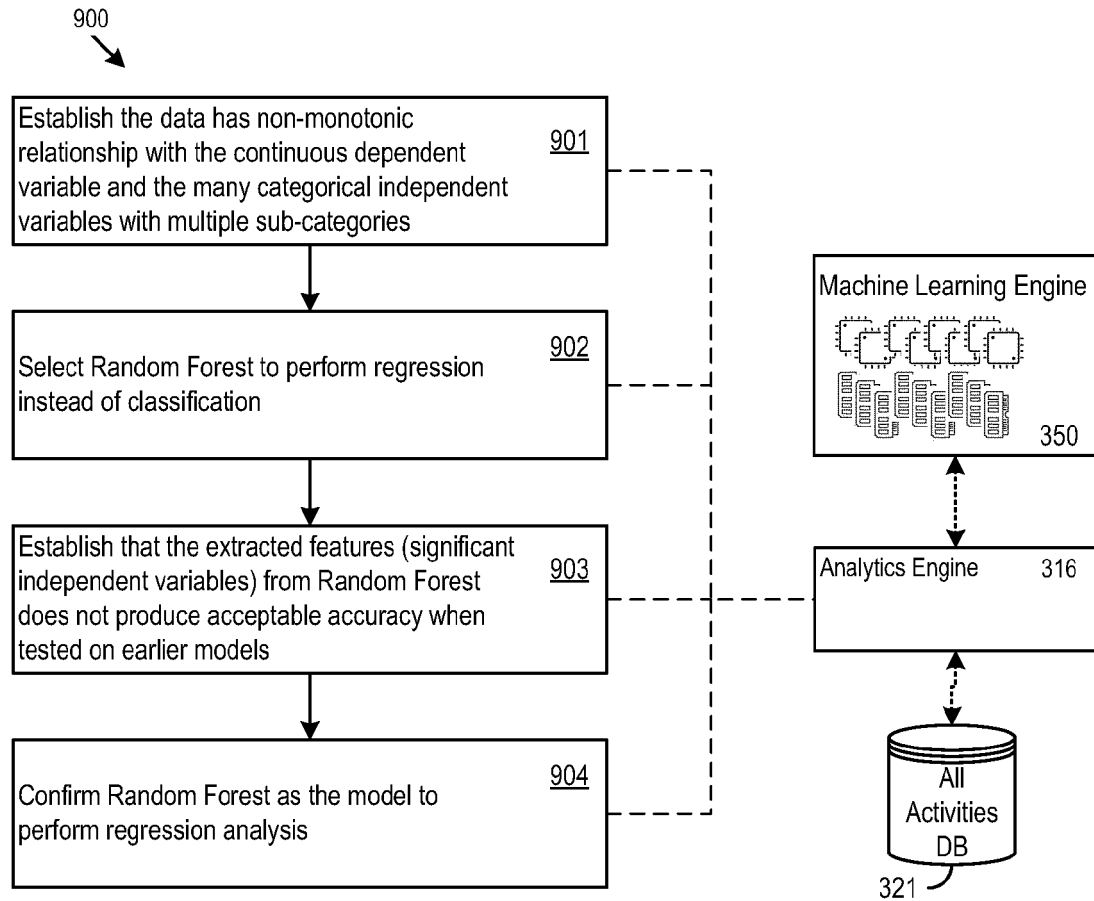 900
Establish the data has non-monotonic
relationship with the continuous dependent
variable and the many categorical independent
variables with multiple sub-categories
901
Select Random Forest to perform regression
instead of classification
902
Establish that the extracted features (significant
independent variables) from Random Forest
does not produce acceptable accuracy when
tested on earlier models
903
Confirm Random Forest as the model to
perform regression analysis
904
Machine Learning Engine
350
Analytics Engine 316
All
Activities
DB
321